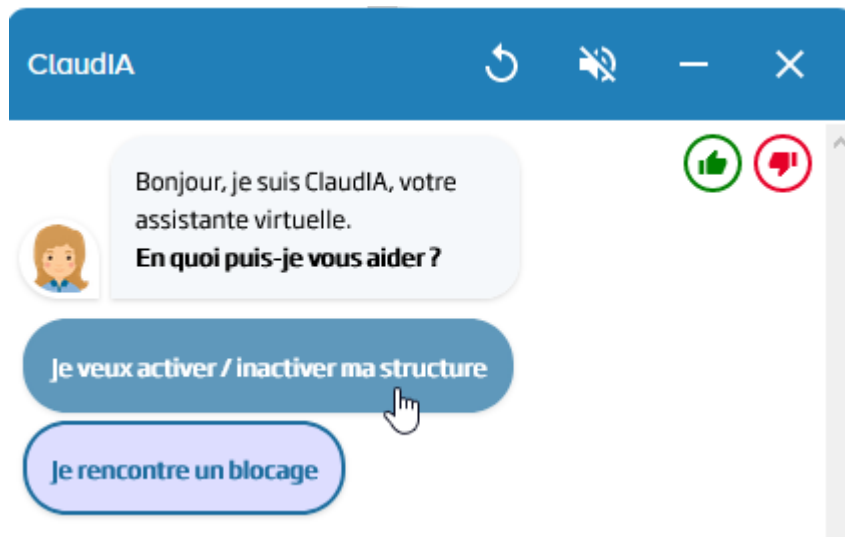 ClaudIA
Bonjour, je suis ClaudIA, votre
assistante virtuelle.
En quoi puis-je vous aider ?
Je veux activer / inactiver ma structure
Je rencontre un blocage